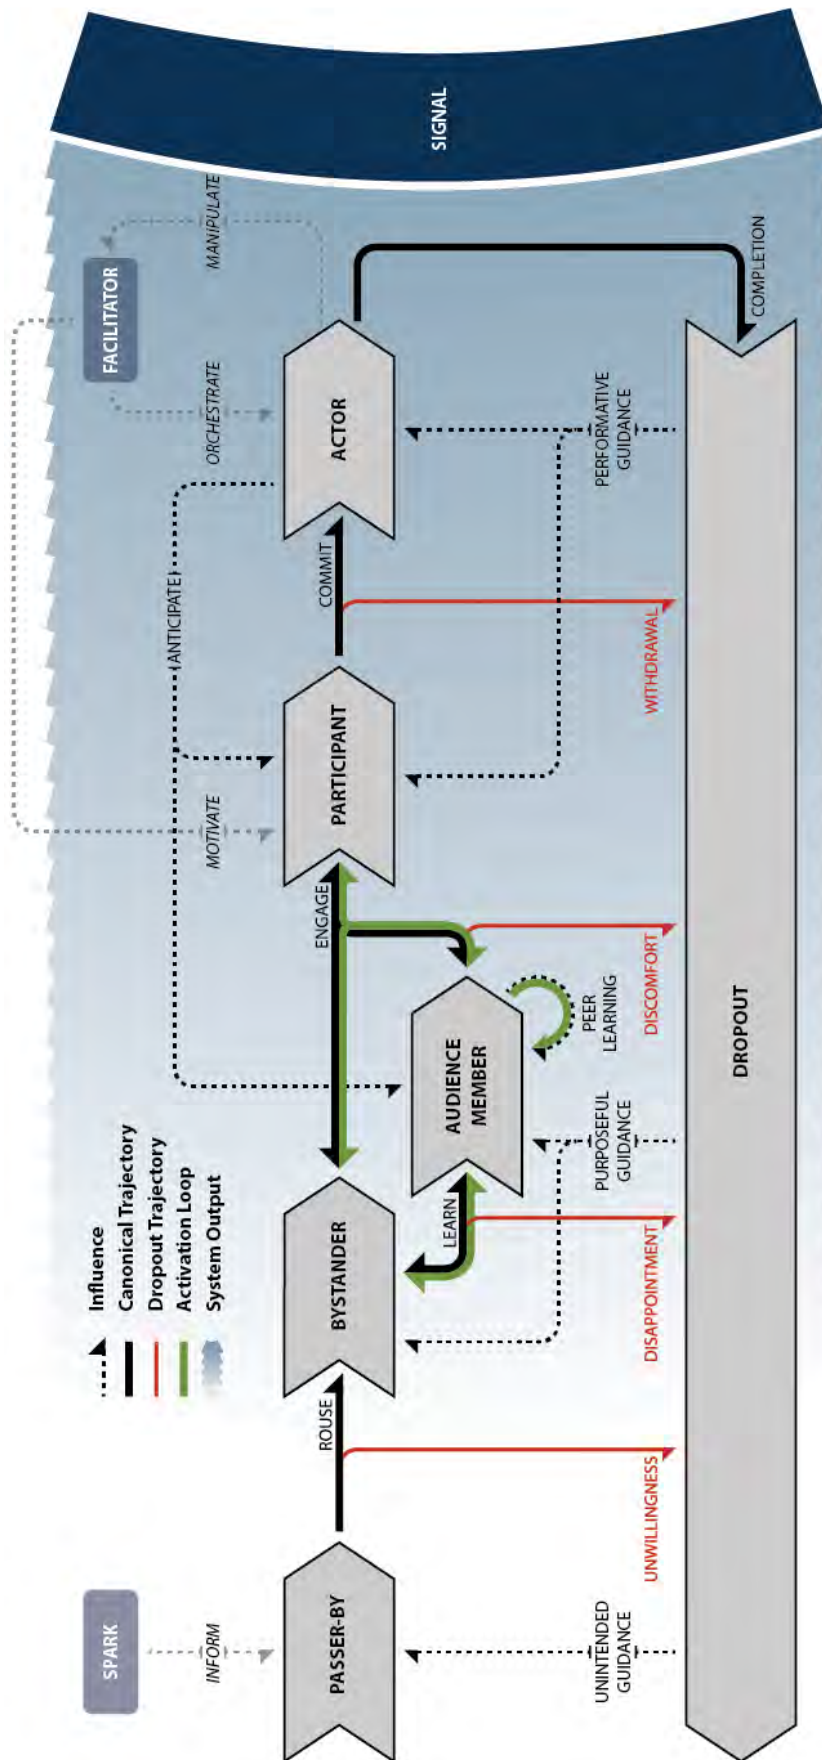 SPARK
INFORM
PASSER-BY
UNINTENDED
GUIDANCE
Influence
Canonical Trajectory
Dropout Trajectory
Activation Loop
System Output
ROUSE
UNWILLINGNESS
BYSTANDER
LEARN
DISAPPOINTMENT
PURPOSEFUL
GUIDANCE
AUDIENCE
MEMBER
PEER
LEARNING
ENGAGE
DISCOMFORT
MOTIVATE
PARTICIPANT
ANTICIPATE
COMMIT
WITHDRAWAL
FACILITATOR
ORCHESTRATE
MANIPULATE
ACTOR
PERFORMATIVE
GUIDANCE
COMPLETION
DROPOUT
SIGNAL